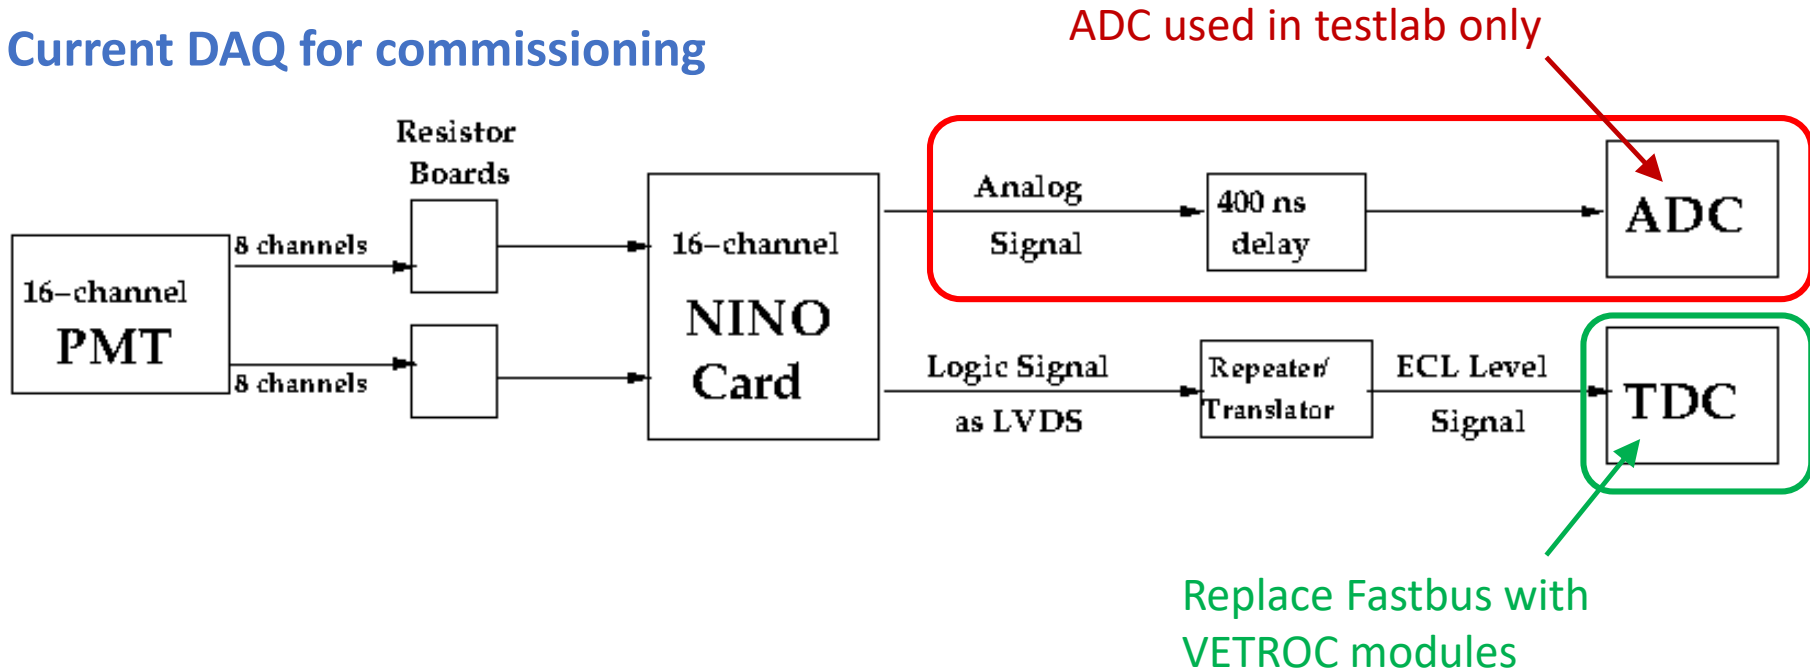 Current DAQ for commissioning
ADC used in testlab only
Resistor
Boards
16-channel
PMT
8 channels
8 channels
16-channel
NINO
Card
Analog
Signal
400 ns
delay
ADC
Logic Signal
as LVDS
Repeater/
Translator
ECL Level
Signal
TDC
Replace Fastbus with
VETROC modules